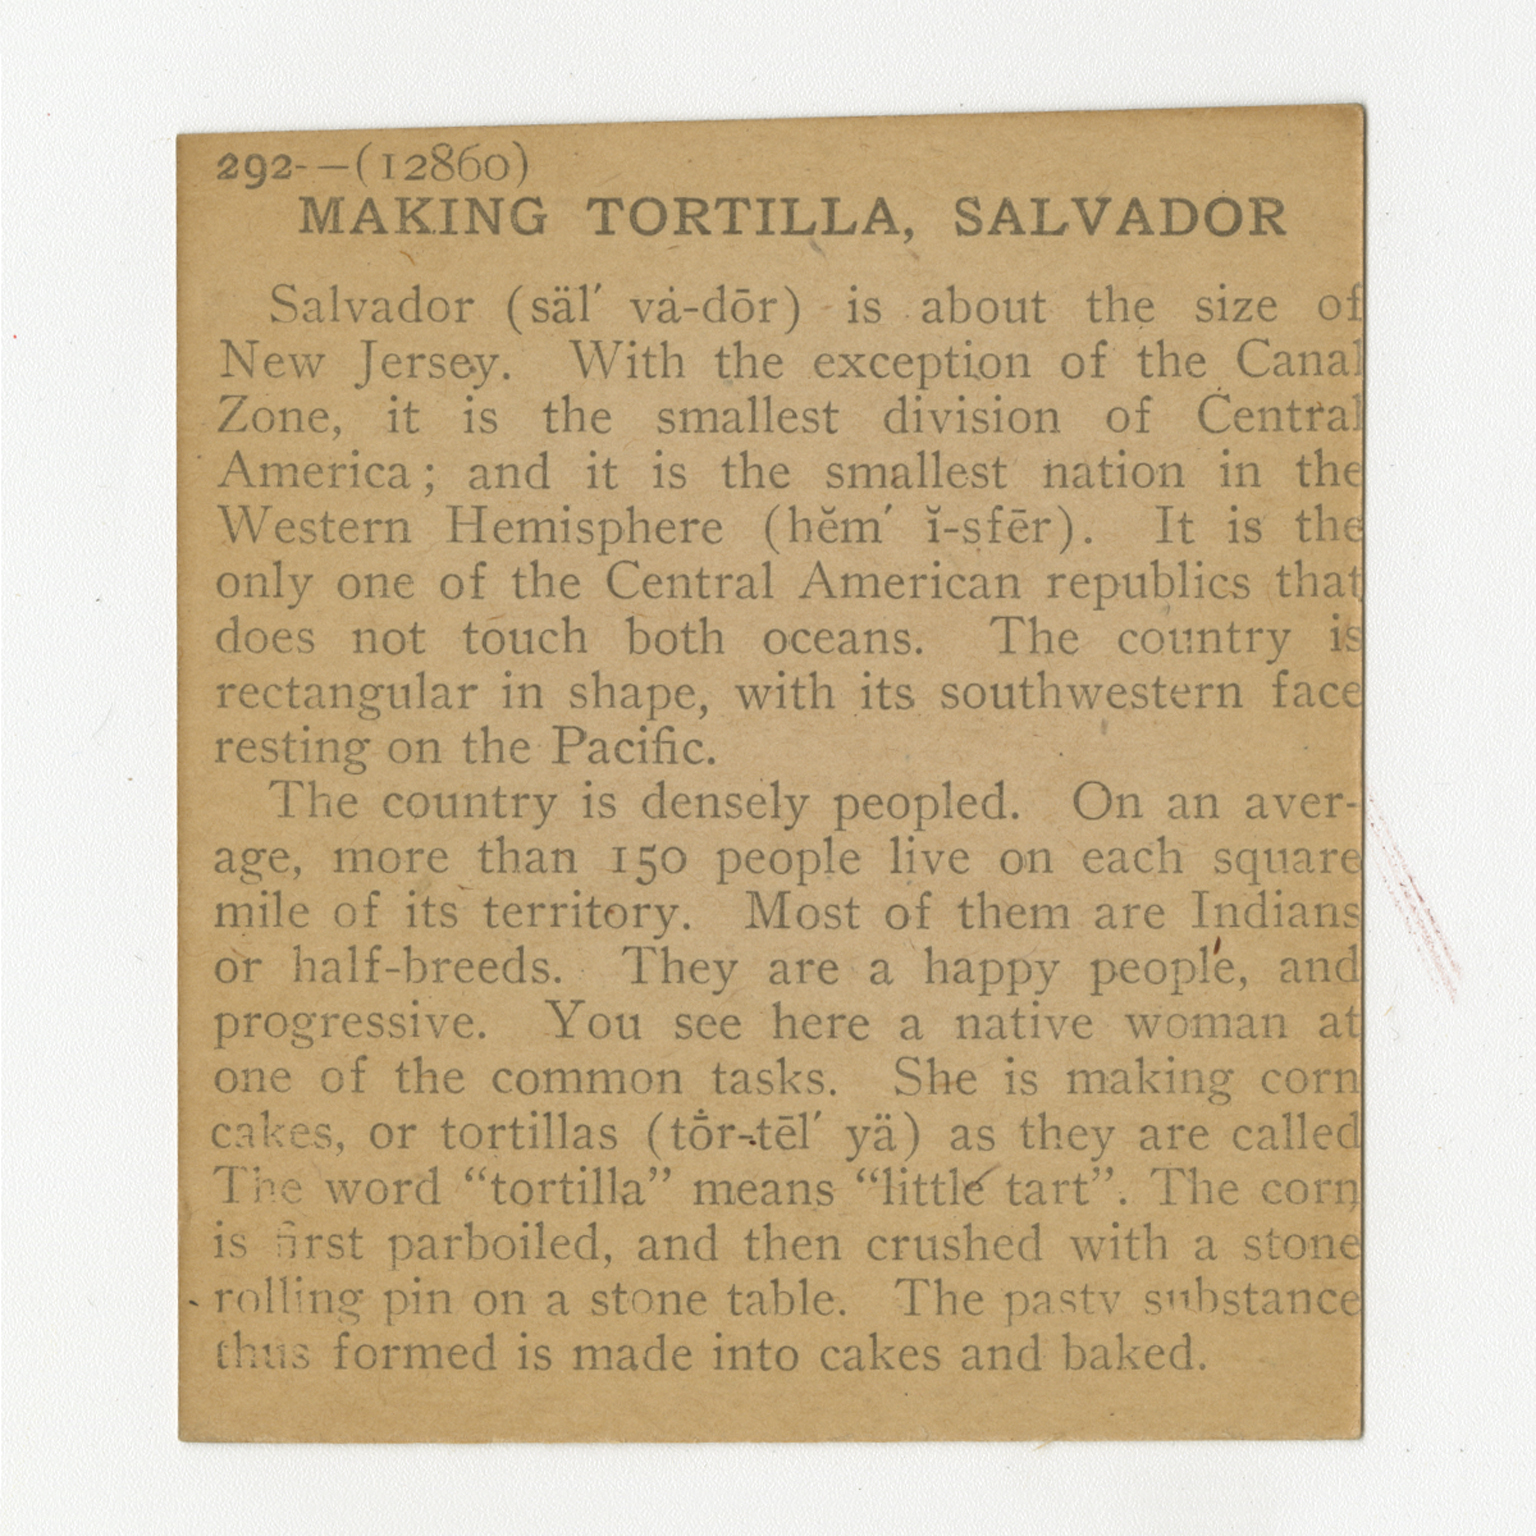 292--—(12860)
MAKING TORTILLA, SALVADOR
Salvador (säl′ vȧ-dōr) is about the size of
New Jersey. With the exception of the Canal
Zone, it is the smallest division of Central
America; and it is the smallest nation in the
Western Hemisphere (hĕm′ ĭ-sfēr). It is the
only one of the Central American republics that
does not touch both oceans. The country is
rectangular in shape, with its southwestern face
resting on the Pacific.
The country is densely peopled. On an aver-
age, more than 150 people live on each square
mile of its territory. Most of them are Indians
or half-breeds. They are a happy people, and
progressive. You see here a native woman at
one of the common tasks. She is making corn
cakes, or tortillas (tôr-tēl′ yä) as they are called
The word “tortilla” means “little tart”. The corn
is first parboiled, and then crushed with a stone
rolling pin on a stone table. The pasty substance
thus formed is made into cakes and baked.